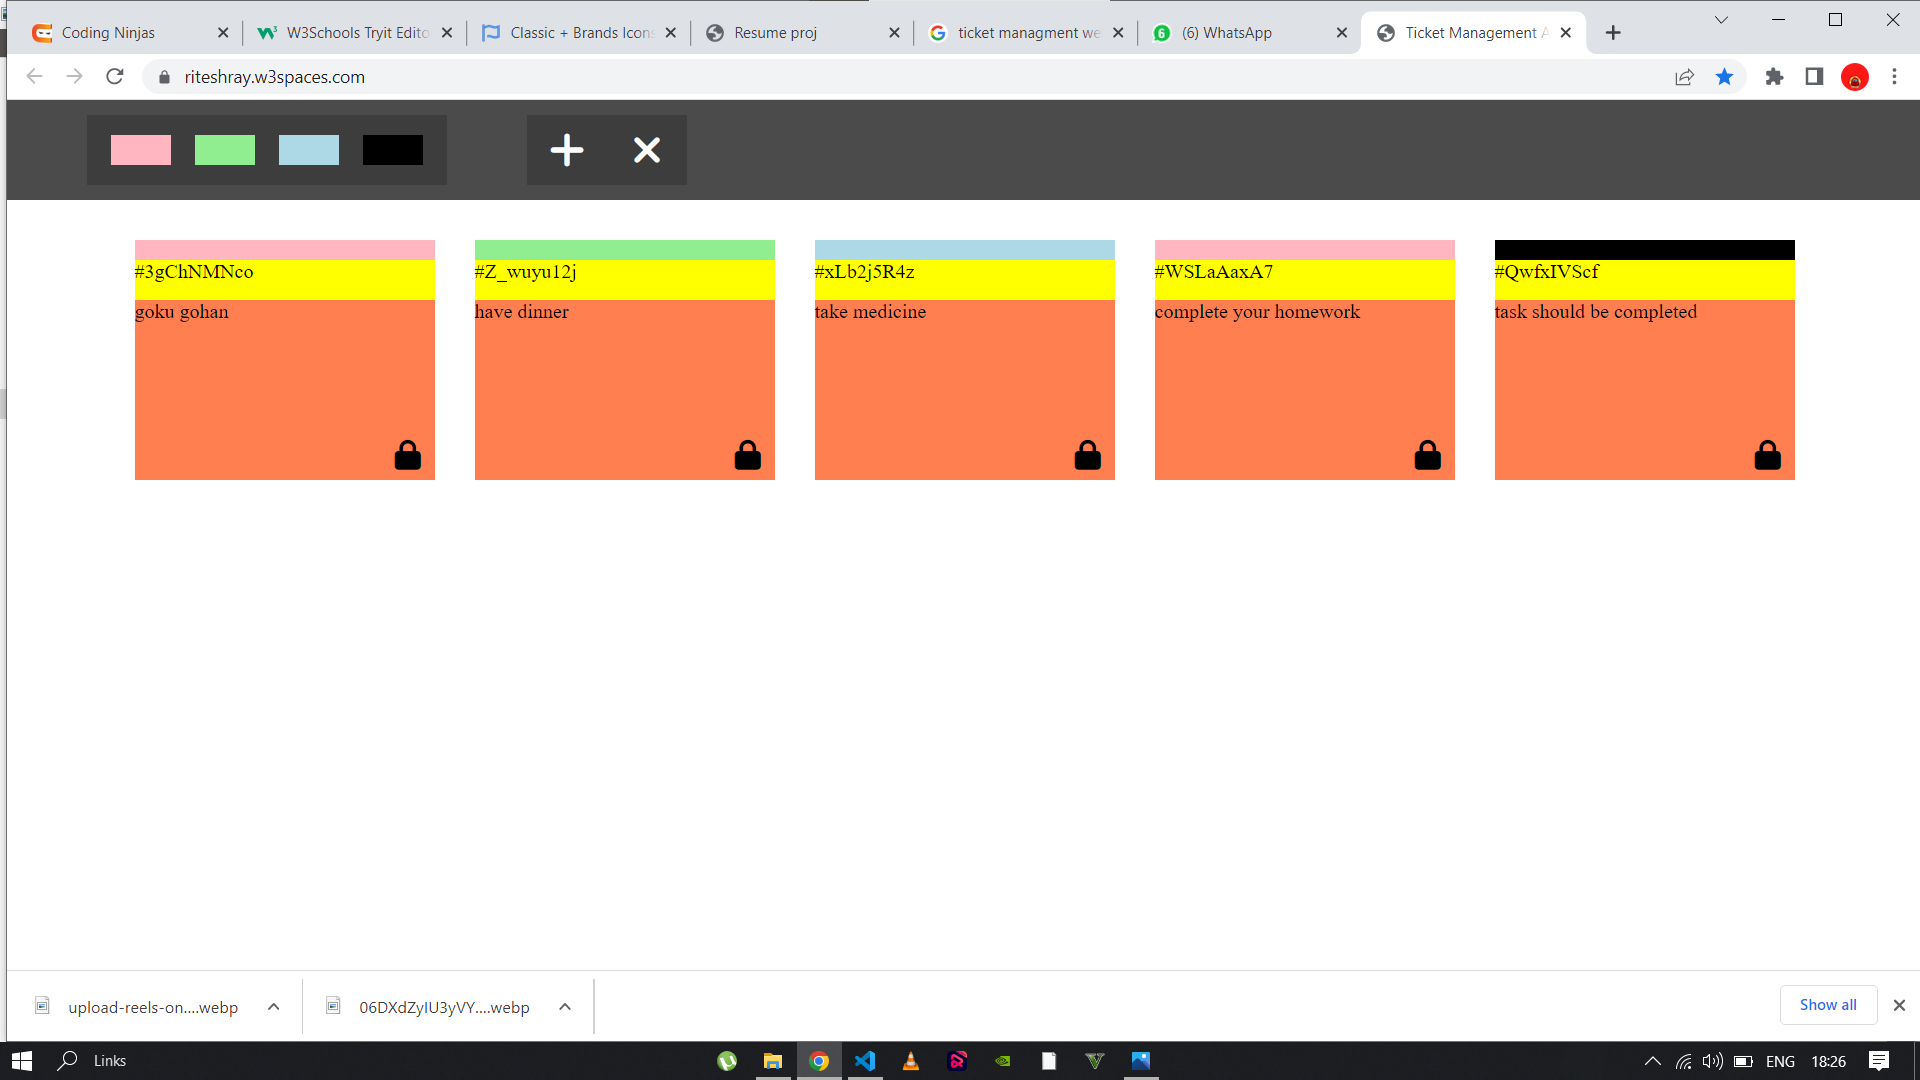 Coding Ninjas
W3Schools Tryit Edito
Classic + Brands Icon
Resume proj
ticket managment we
(6) WhatsApp
Ticket Management A
riteshray.w3spaces.com
#3gChNMNco
goku gohan
#Z_wuyu12j
have dinner
#xLb2j5R4z
take medicine
#WSLaAaxA7
complete your homework
#QwfxIVScf
task should be completed
upload-reels-on....webp
06DXdZyIU3yVY....webp
Show all
Links
ENG
18:26